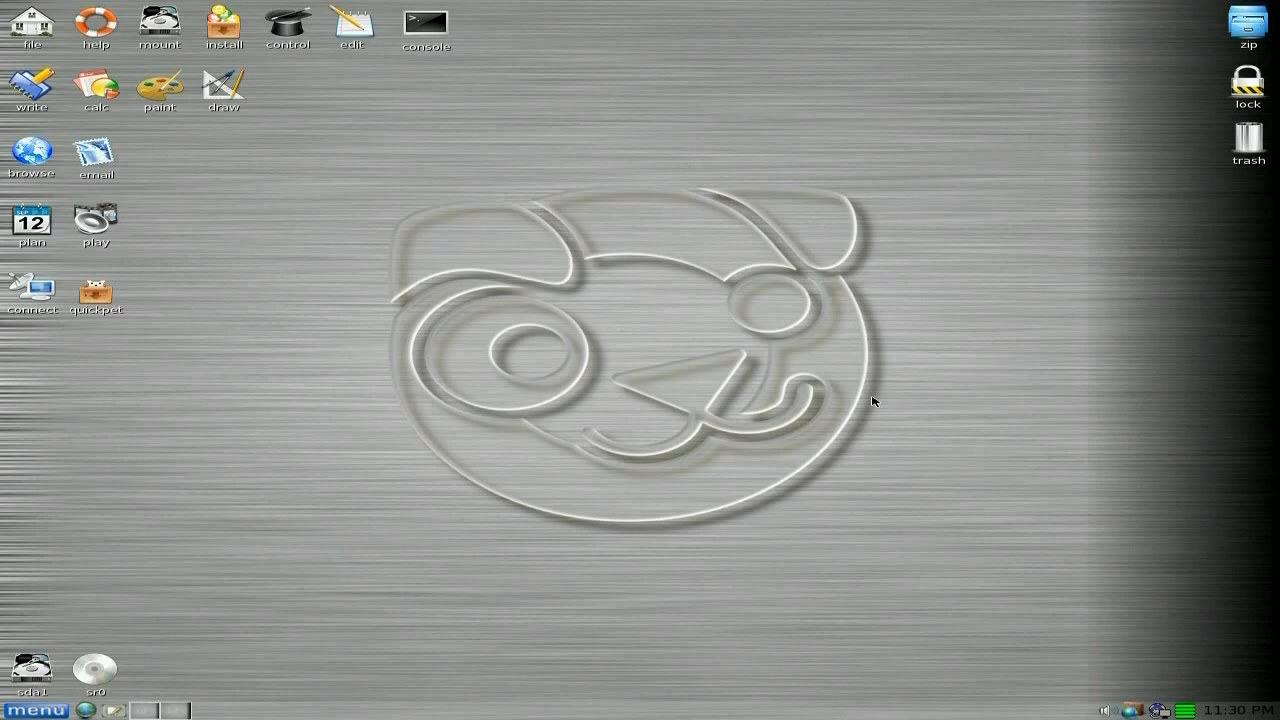 file help mount install control edit console zip
write calc paint draw lock
browse email trash
SEP
12
plan play
connect quickpet
sda1 sr0
menu 11:30 PM